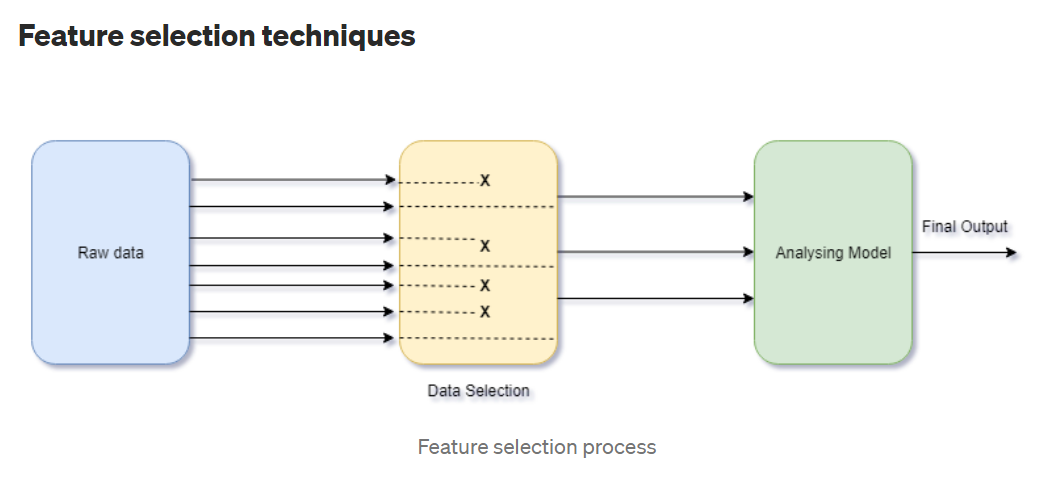 Feature selection techniques
X
X
X
X
Raw data
Data Selection
Analysing Model
Final Output
Feature selection process